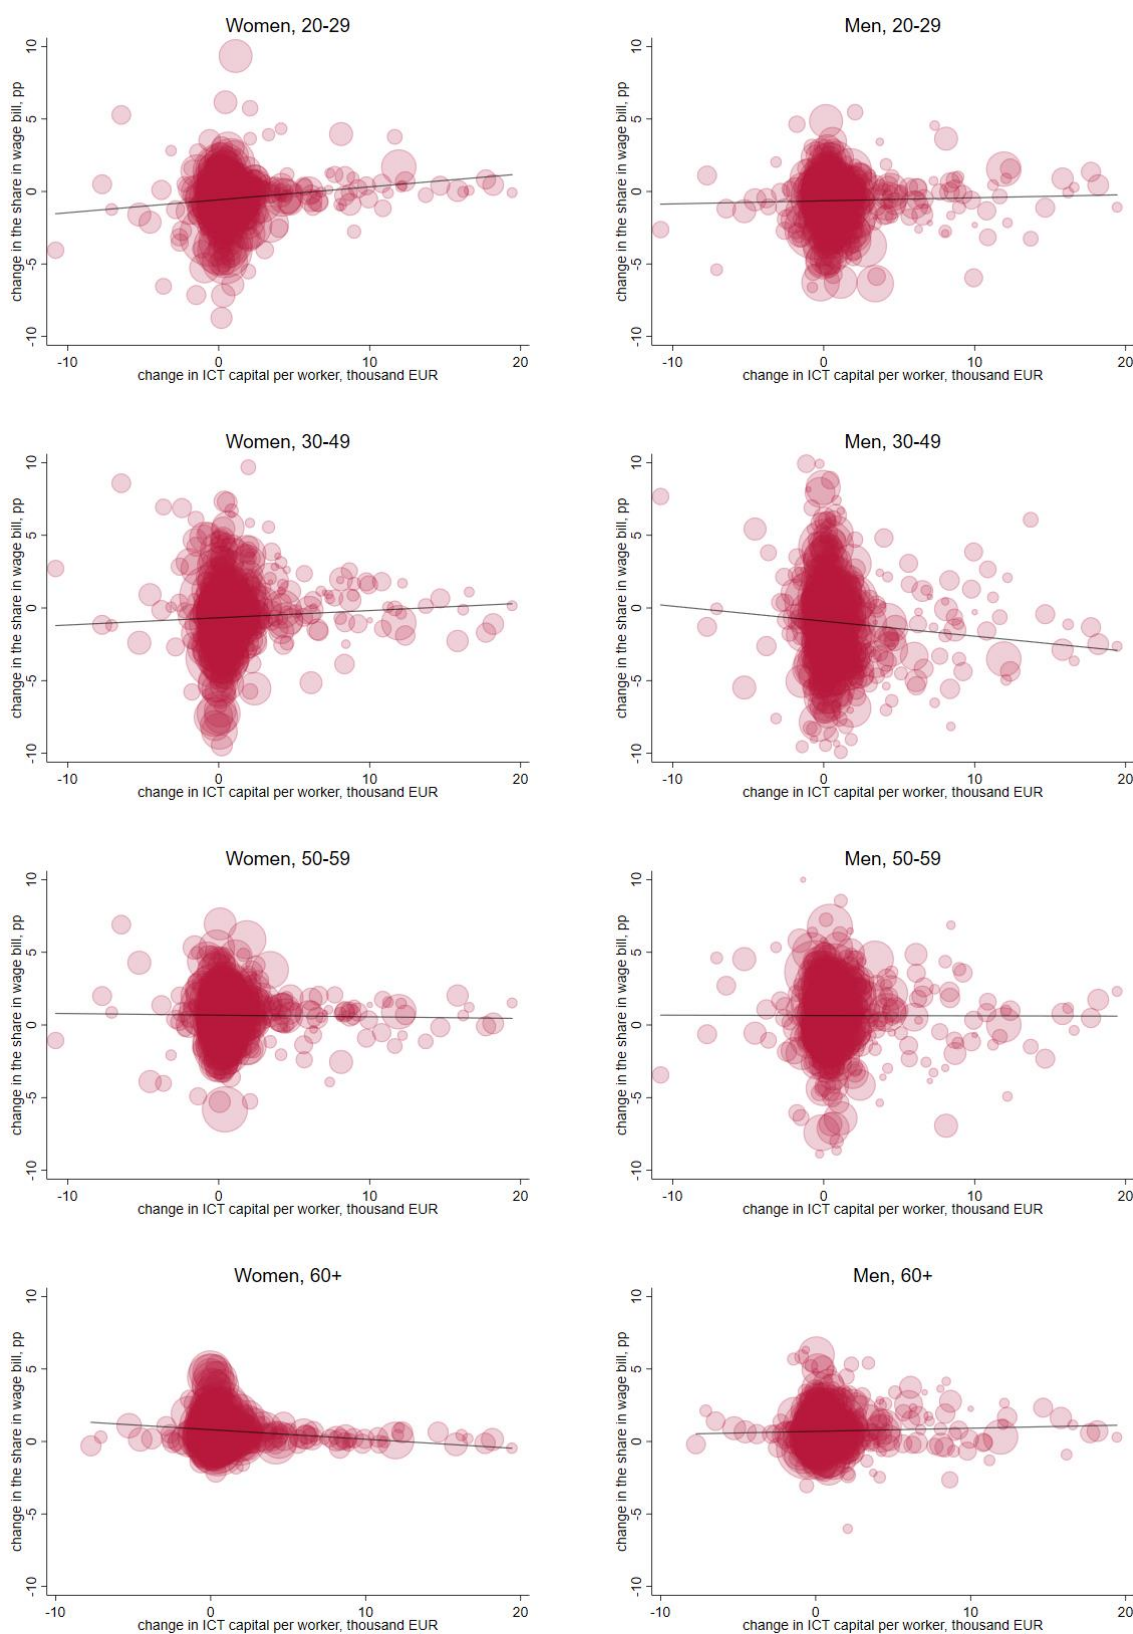 Women, 20-29
change in the share in wage bill, pp
10
5
0
-5
-10
-10 0 10 20
change in ICT capital per worker, thousand EUR
Men, 20-29
change in the share in wage bill, pp
10
5
0
-5
-10
-10 0 10 20
change in ICT capital per worker, thousand EUR
Women, 30-49
change in the share in wage bill, pp
10
5
0
-5
-10
-10 0 10 20
change in ICT capital per worker, thousand EUR
Men, 30-49
change in the share in wage bill, pp
10
5
0
-5
-10
-10 0 10 20
change in ICT capital per worker, thousand EUR
Women, 50-59
change in the share in wage bill, pp
10
5
0
-5
-10
-10 0 10 20
change in ICT capital per worker, thousand EUR
Men, 50-59
change in the share in wage bill, pp
10
5
0
-5
-10
-10 0 10 20
change in ICT capital per worker, thousand EUR
Women, 60+
change in the share in wage bill, pp
10
5
0
-5
-10
-10 0 10 20
change in ICT capital per worker, thousand EUR
Men, 60+
change in the share in wage bill, pp
10
5
0
-5
-10
-10 0 10 20
change in ICT capital per worker, thousand EUR